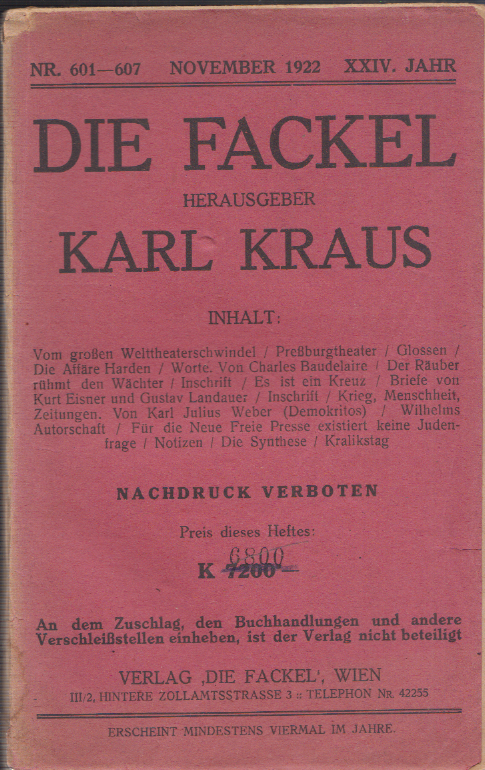 NR. 601—607 NOVEMBER 1922 XXIV. JAHR
DIE FACKEL
HERAUSGEBER
KARL KRAUS
INHALT:
Vom großen Welttheaterschwindel / Preßburgtheater / Glossen /
Die Affäre Harden / Worte. Von Charles Baudelaire / Der Räuber
rühmt den Wächter / Inschrift / Es ist ein Kreuz / Briefe von
Kurt Eisner und Gustav Landauer / Inschrift / Krieg, Menschheit,
Zeitungen. Von Karl Julius Weber (Demokritos) / Wilhelms
Autorschaft / Für die Neue Freie Presse existiert keine Juden-
frage / Notizen / Die Synthese / Kralikstag
NACHDRUCK VERBOTEN
Preis dieses Heftes:
6800
K 7200
An dem Zuschlag, den Buchhandlungen und andere
Verschleißstellen einheben, ist der Verlag nicht beteiligt
VERLAG ‚DIE FACKEL', WIEN
III/2, HINTERE ZOLLAMTSSTRASSE 3 :: TELEPHON NR. 42255
ERSCHEINT MINDESTENS VIERMAL IM JAHRE.